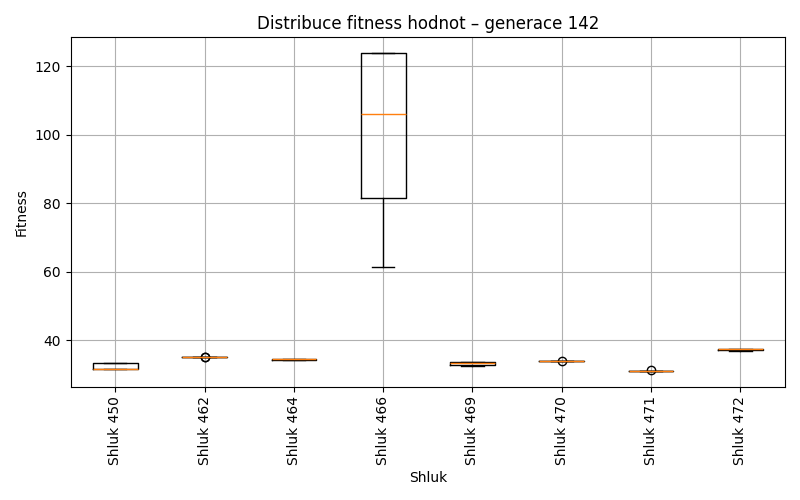 Distribuce fitness hodnot – generace 142
120
100
80
60
40
Fitness
Shluk 450
Shluk 462
Shluk 464
Shluk 466
Shluk 469
Shluk 470
Shluk 471
Shluk 472
Shluk